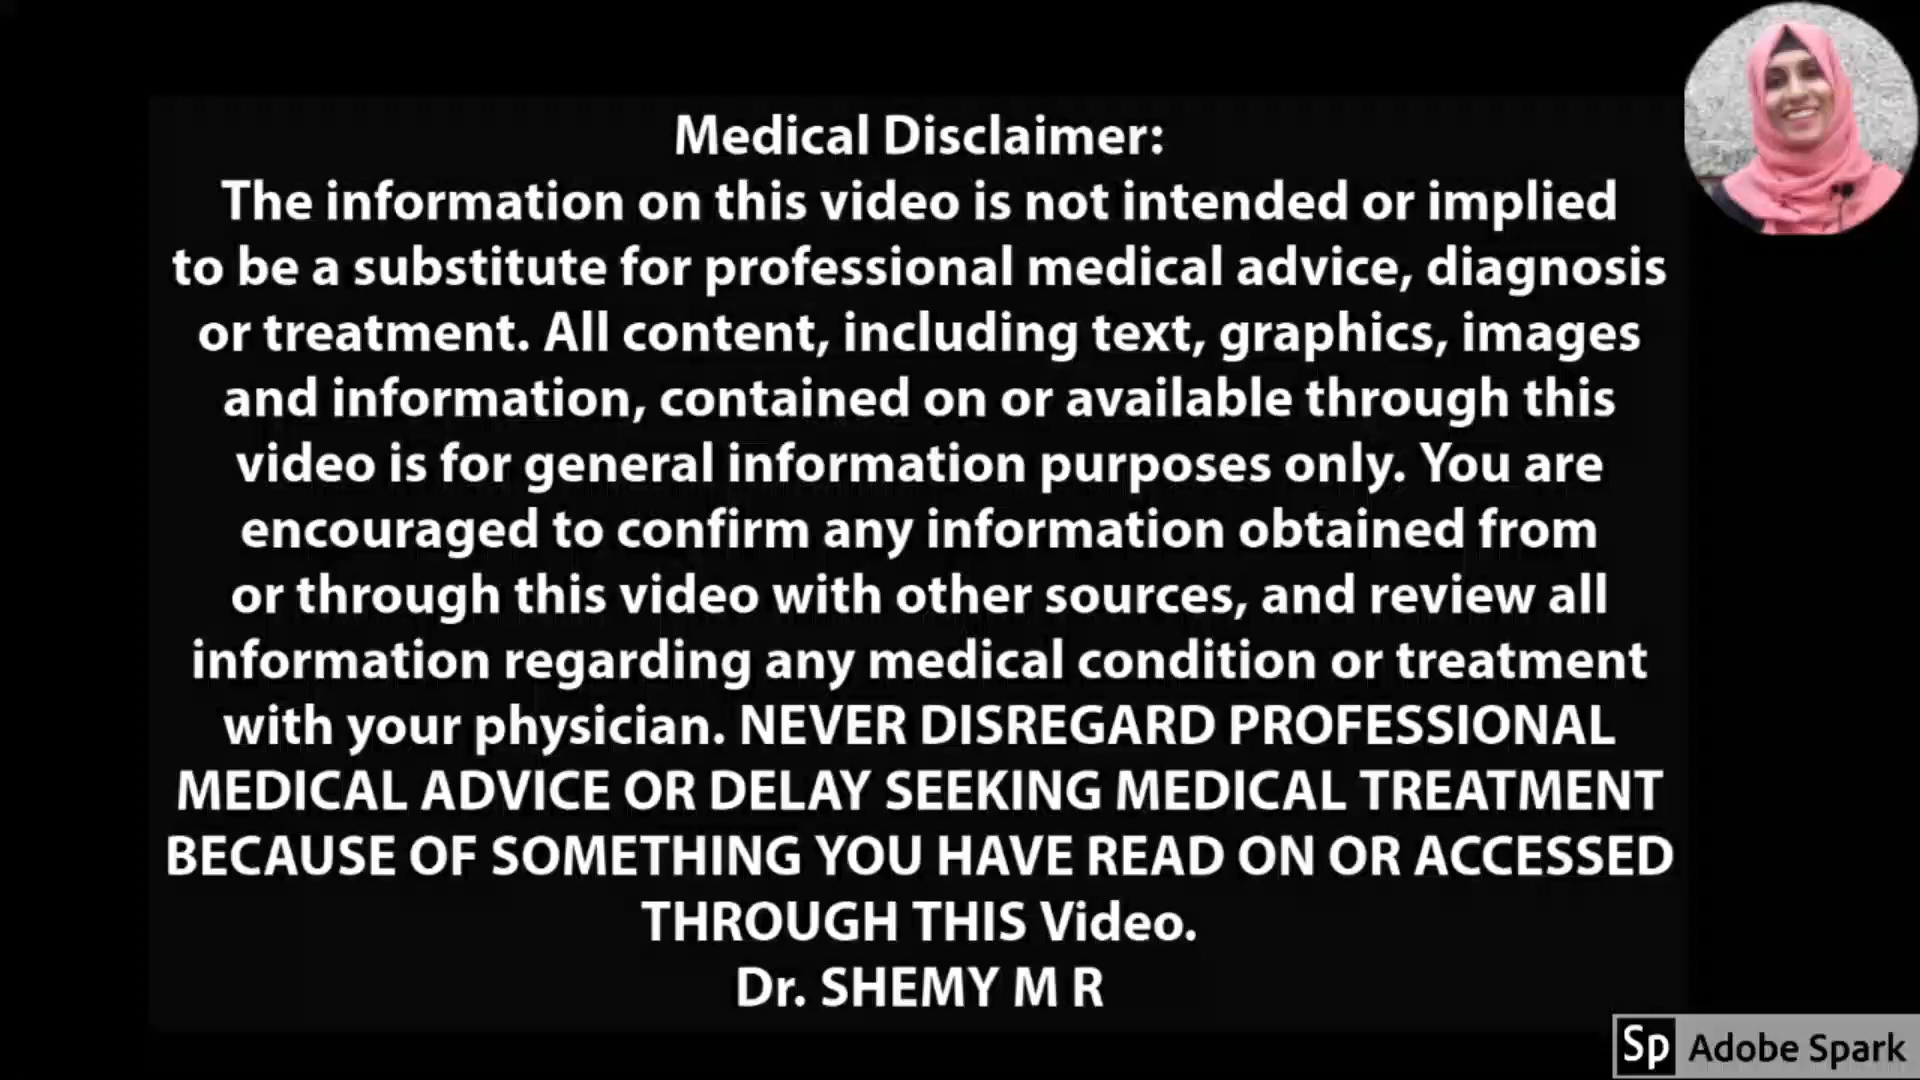 Medical Disclaimer:
The information on this video is not intended or implied
to be a substitute for professional medical advice, diagnosis
or treatment. All content, including text, graphics, images
and information, contained on or available through this
video is for general information purposes only. You are
encouraged to confirm any information obtained from
or through this video with other sources, and review all
information regarding any medical condition or treatment
with your physician. NEVER DISREGARD PROFESSIONAL
MEDICAL ADVICE OR DELAY SEEKING MEDICAL TREATMENT
BECAUSE OF SOMETHING YOU HAVE READ ON OR ACCESSED
THROUGH THIS Video.
Dr. SHEMY M R
Sp Adobe Spark